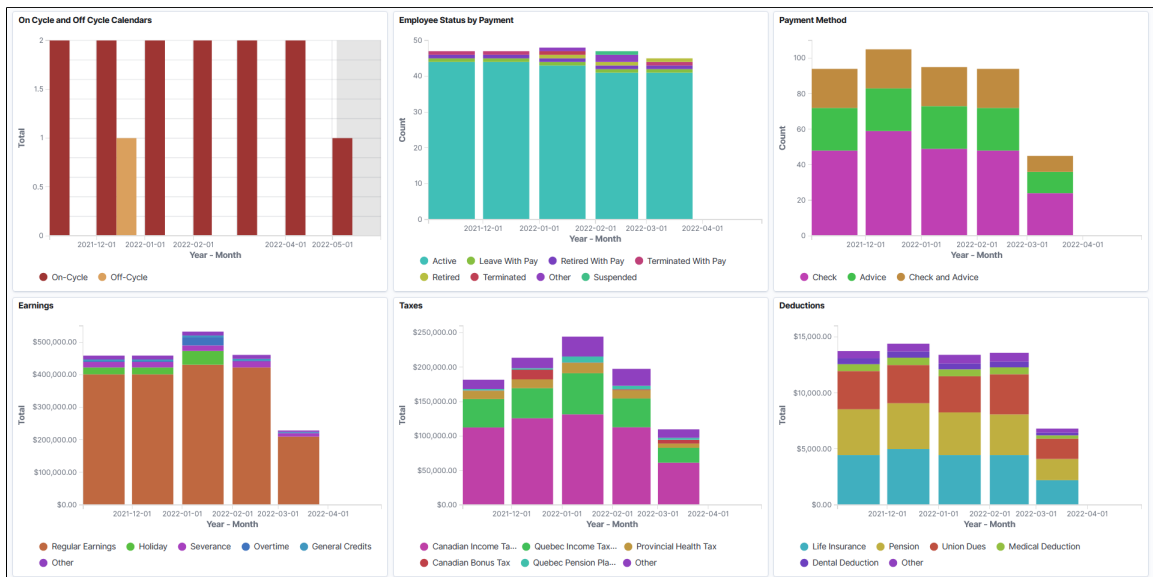 On Cycle and Off Cycle Calendars
2
1.5
1
0.5
0
Total
2021-12-01 2022-01-01 2022-02-01 2022-04-01 2022-05-01
Year - Month
On-Cycle Off-Cycle
Employee Status by Payment
50
40
30
20
10
0
Count
2021-12-01 2022-01-01 2022-02-01 2022-03-01 2022-04-01
Year - Month
Active Leave With Pay Retired With Pay Terminated With Pay
Retired Terminated Other Suspended
Payment Method
100
80
60
40
20
0
Count
2021-12-01 2022-01-01 2022-02-01 2022-03-01 2022-04-01
Year - Month
Check Advice Check and Advice
Earnings
$500,000.00
$400,000.00
$300,000.00
$200,000.00
$100,000.00
$0.00
Total
2021-12-01 2022-01-01 2022-02-01 2022-03-01 2022-04-01
Year - Month
Regular Earnings Holiday Severance Overtime General Credits
Other
Taxes
$250,000.00
$200,000.00
$150,000.00
$100,000.00
$50,000.00
$0.00
Total
2021-12-01 2022-01-01 2022-02-01 2022-03-01 2022-04-01
Year - Month
Canadian Income Ta... Quebec Income Tax... Provincial Health Tax
Canadian Bonus Tax Quebec Pension Pla... Other
Deductions
$15,000.00
$10,000.00
$5,000.00
$0.00
Total
2021-12-01 2022-01-01 2022-02-01 2022-03-01 2022-04-01
Year - Month
Life Insurance Pension Union Dues Medical Deduction
Dental Deduction Other